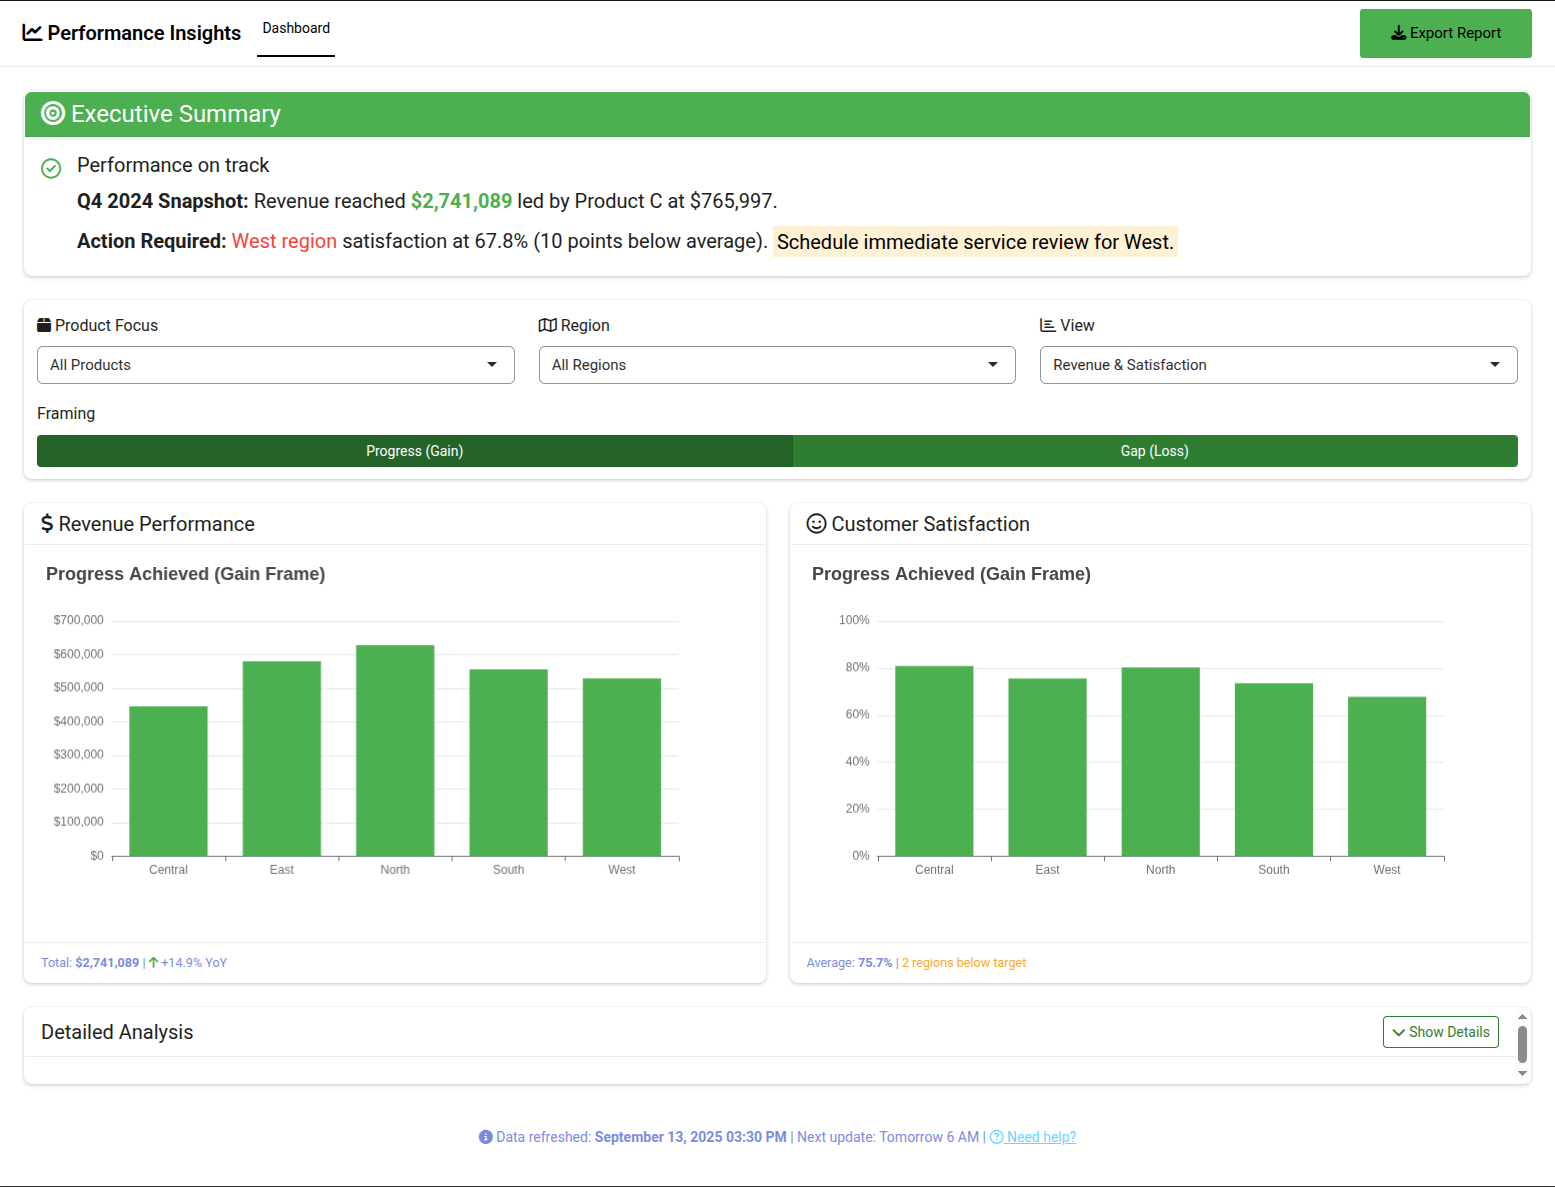 Performance Insights
Dashboard
Export Report
Executive Summary
Performance on track
Q4 2024 Snapshot: Revenue reached $2,741,089 led by Product C at $765,997.
Action Required: West region satisfaction at 67.8% (10 points below average). Schedule immediate service review for West.
Product Focus
All Products
Region
All Regions
View
Revenue & Satisfaction
Framing
Progress (Gain)
Gap (Loss)
Revenue Performance
Progress Achieved (Gain Frame)
$700,000
$600,000
$500,000
$400,000
$300,000
$200,000
$100,000
$0
Central East North South West
Total: $2,741,089 | +14.9% YoY
Customer Satisfaction
Progress Achieved (Gain Frame)
100%
80%
60%
40%
20%
0%
Central East North South West
Average: 75.7% | 2 regions below target
Detailed Analysis
Show Details
Data refreshed: September 13, 2025 03:30 PM | Next update: Tomorrow 6 AM | Need help?